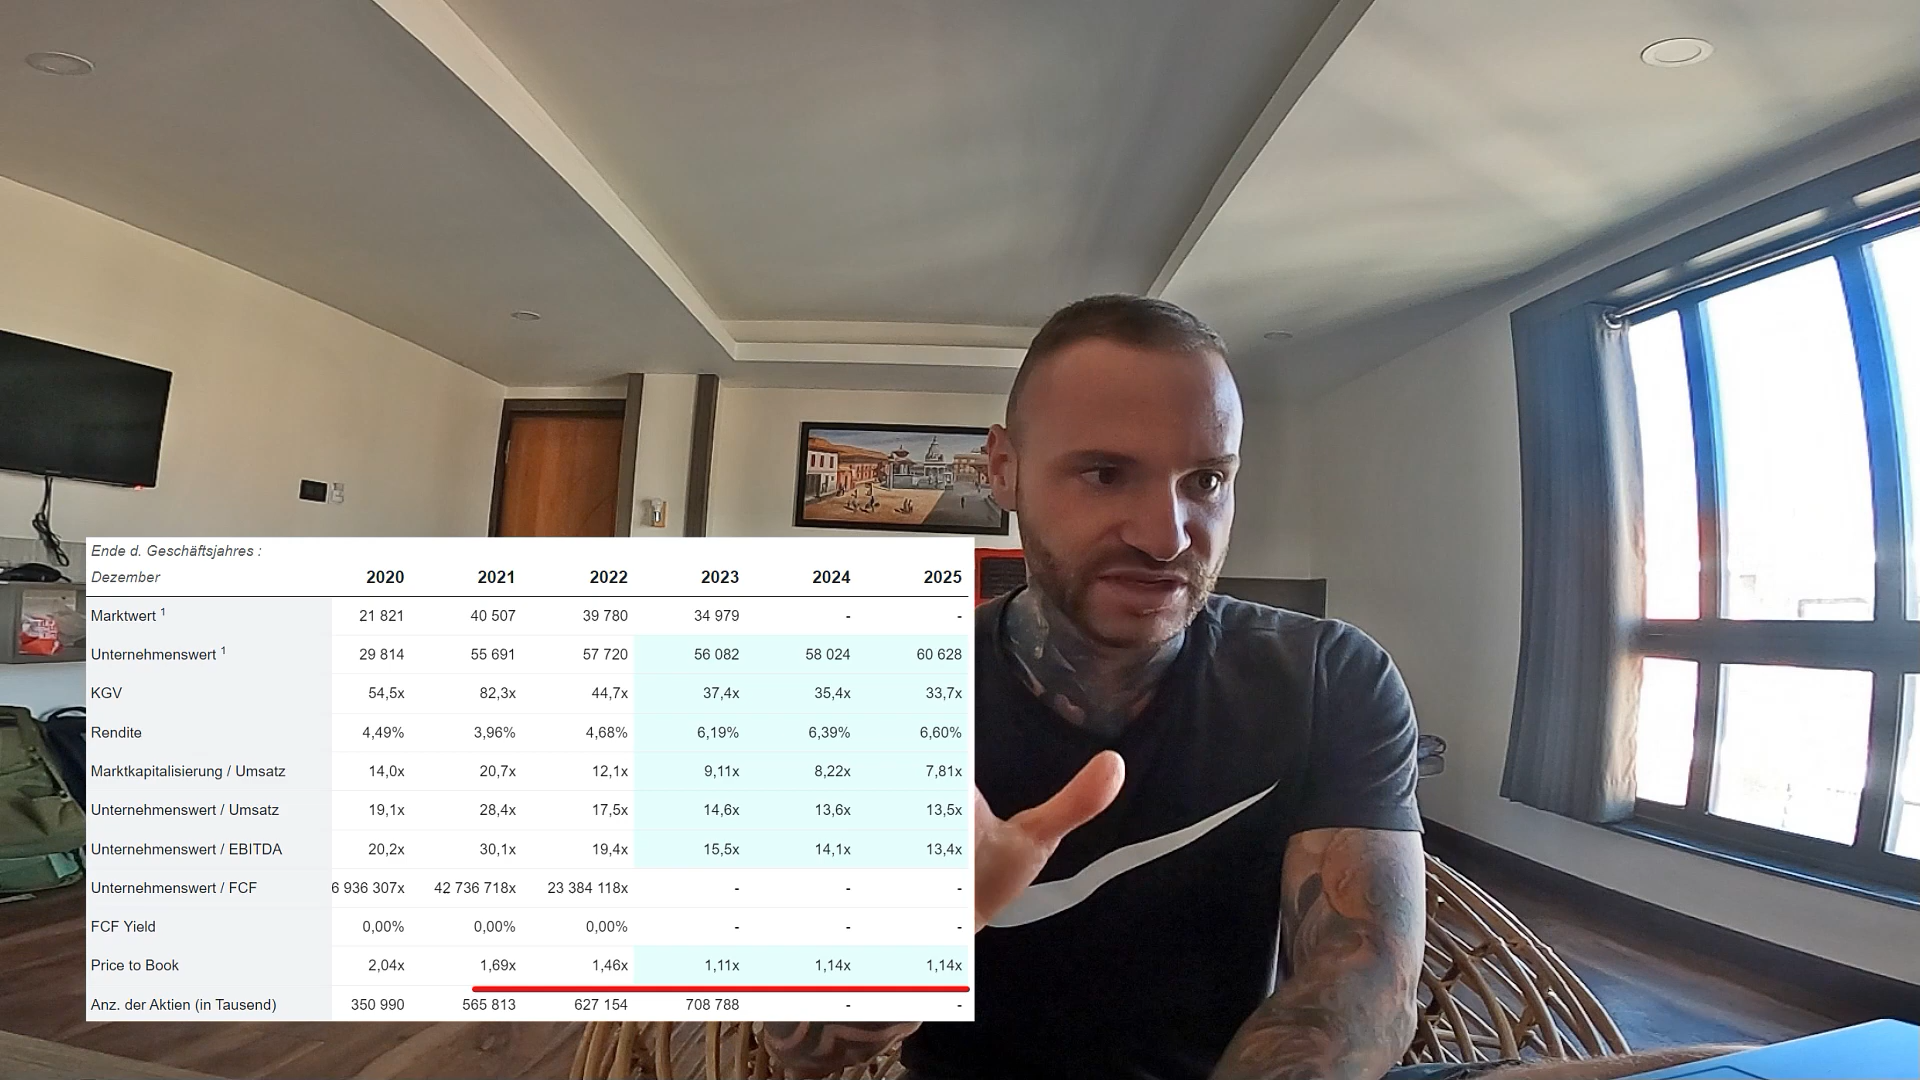 Ende d. Geschäftsjahres :
Dezember 2020 2021 2022 2023 2024 2025
Marktwert 1 21 821 40 507 39 780 34 979 - -
Unternehmenswert 1 29 814 55 691 57 720 56 082 58 024 60 628
KGV 54,5x 82,3x 44,7x 37,4x 35,4x 33,7x
Rendite 4,49% 3,96% 4,68% 6,19% 6,39% 6,60%
Marktkapitalisierung / Umsatz 14,0x 20,7x 12,1x 9,11x 8,22x 7,81x
Unternehmenswert / Umsatz 19,1x 28,4x 17,5x 14,6x 13,6x 13,5x
Unternehmenswert / EBITDA 20,2x 30,1x 19,4x 15,5x 14,1x 13,4x
Unternehmenswert / FCF 6 936 307x 42 736 718x 23 384 118x - - -
FCF Yield 0,00% 0,00% 0,00% - - -
Price to Book 2,04x 1,69x 1,46x 1,11x 1,14x 1,14x
Anz. der Aktien (in Tausend) 350 990 565 813 627 154 708 788 - -